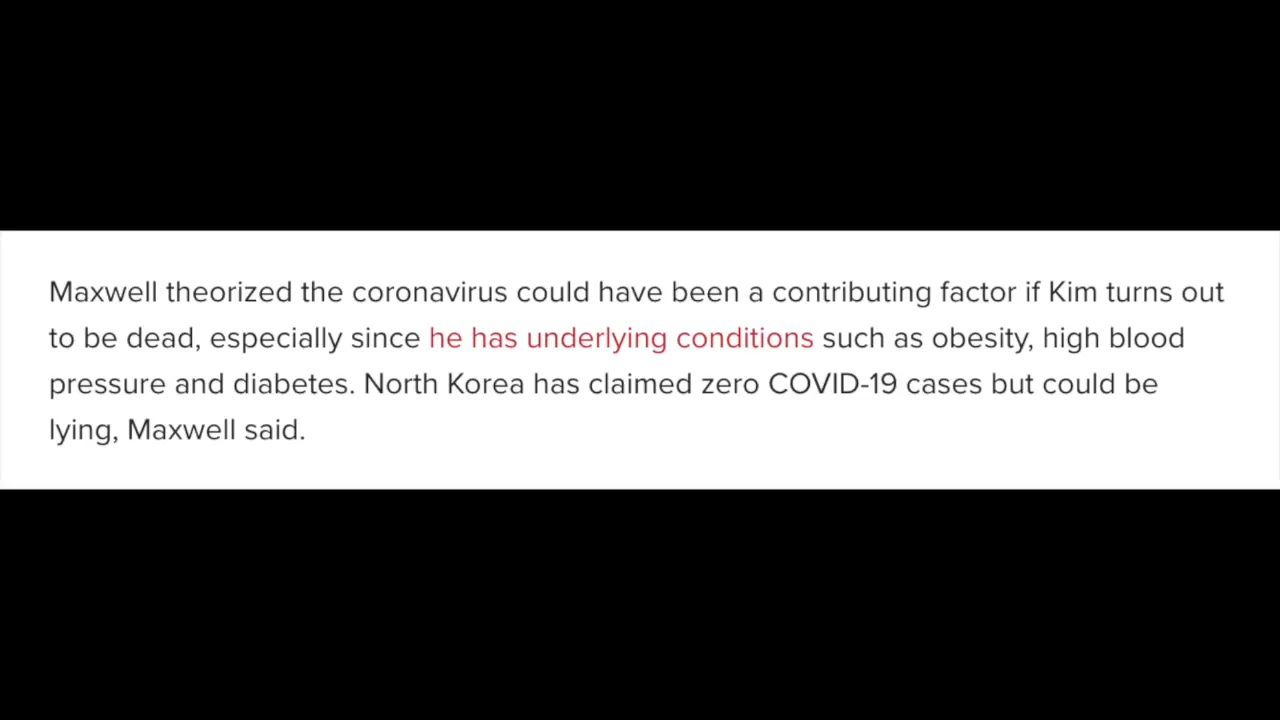 Maxwell theorized the coronavirus could have been a contributing factor if Kim turns out
to be dead, especially since he has underlying conditions such as obesity, high blood
pressure and diabetes. North Korea has claimed zero COVID-19 cases but could be
lying, Maxwell said.